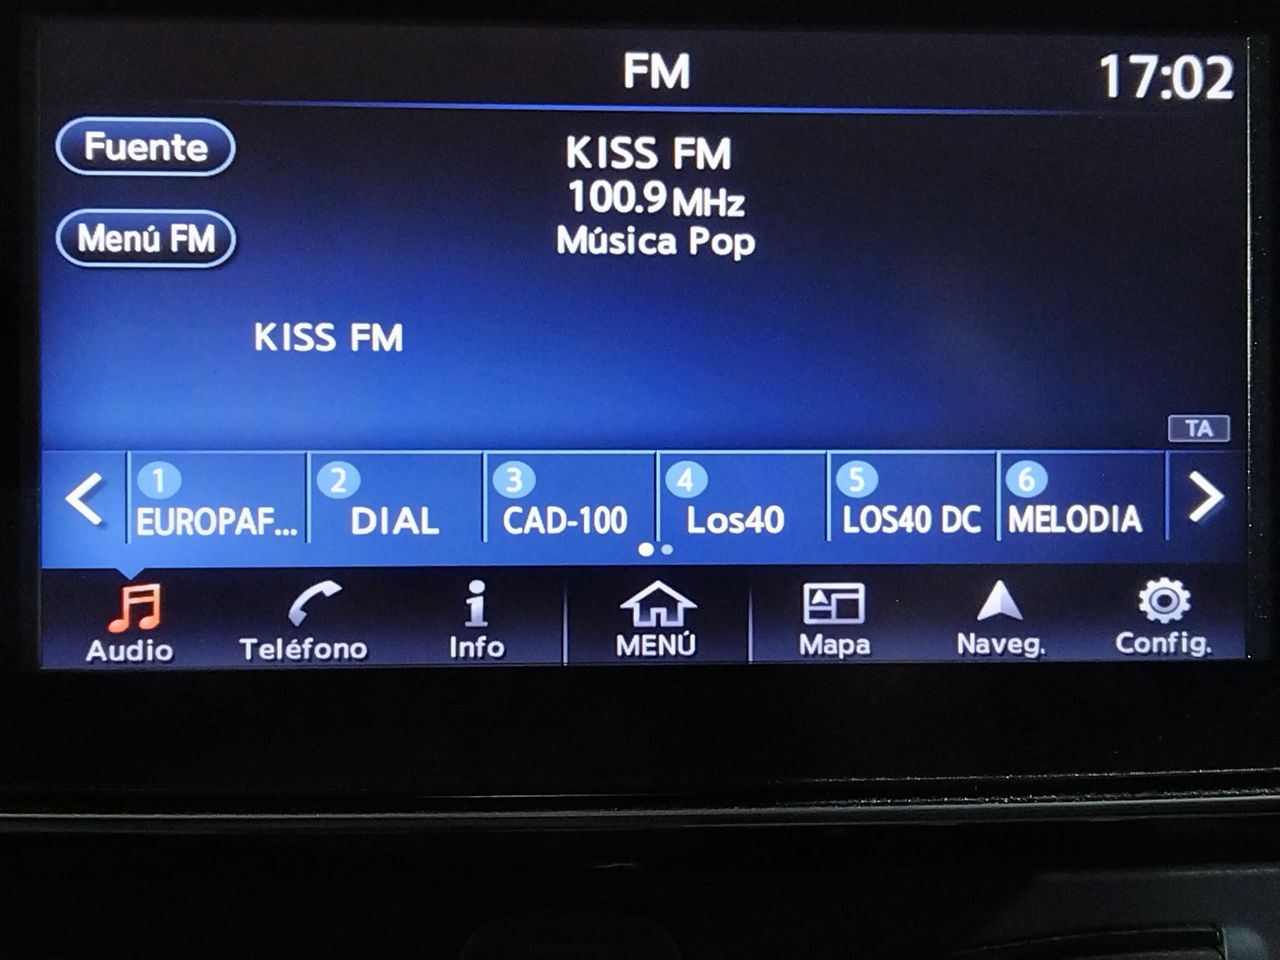 FM
17:02
Fuente
KISS FM
100.9 MHz
Música Pop
Menú FM
KISS FM
TA
1 2 3 4 5 6
EUROPAF... DIAL CAD-100 Los40 LOS40 DC MELODIA
Audio Teléfono Info MENÚ Mapa Naveg. Config.